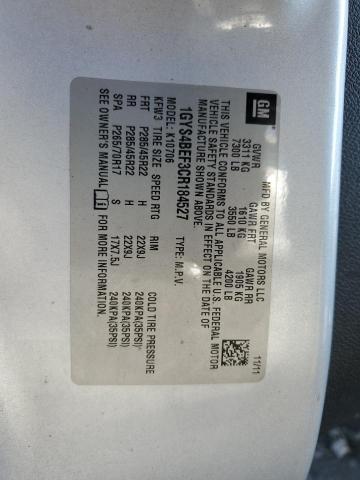 GM
MFD BY GENERAL MOTORS LLC 11/11
GVWR GAWR FRT GAWR RR
3311 KG 1610 KG 1905 KG
7300 LB 3550 LB 4200 LB
THIS VEHICLE CONFORMS TO ALL APPLICABLE U.S. FEDERAL MOTOR
VEHICLE SAFETY STANDARDS IN EFFECT ON THE DATE OF
MANUFACTURE SHOWN ABOVE.
1GYS4BEF3CR184527 TYPE: M.P.V.
K10706
KFW3 TIRE SIZE SPEED RTG RIM COLD TIRE PRESSURE
FRT P285/45R22 H 22X9J 240KPA(35PSI)
RR P285/45R22 H 22X9J 240KPA(35PSI)
SPA P265/70R17 17X7.5J 240KPA(35PSI)
SEE OWNER'S MANUAL